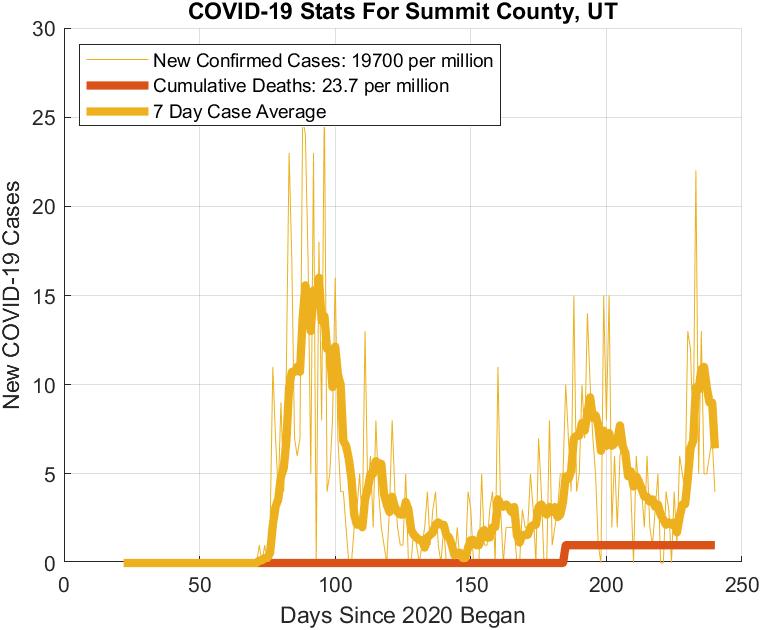 COVID-19 Stats For Summit County, UT
New Confirmed Cases: 19700 per million
Cumulative Deaths: 23.7 per million
7 Day Case Average
New COVID-19 Cases
30
25
20
15
10
5
0
0 50 100 150 200 250
Days Since 2020 Began